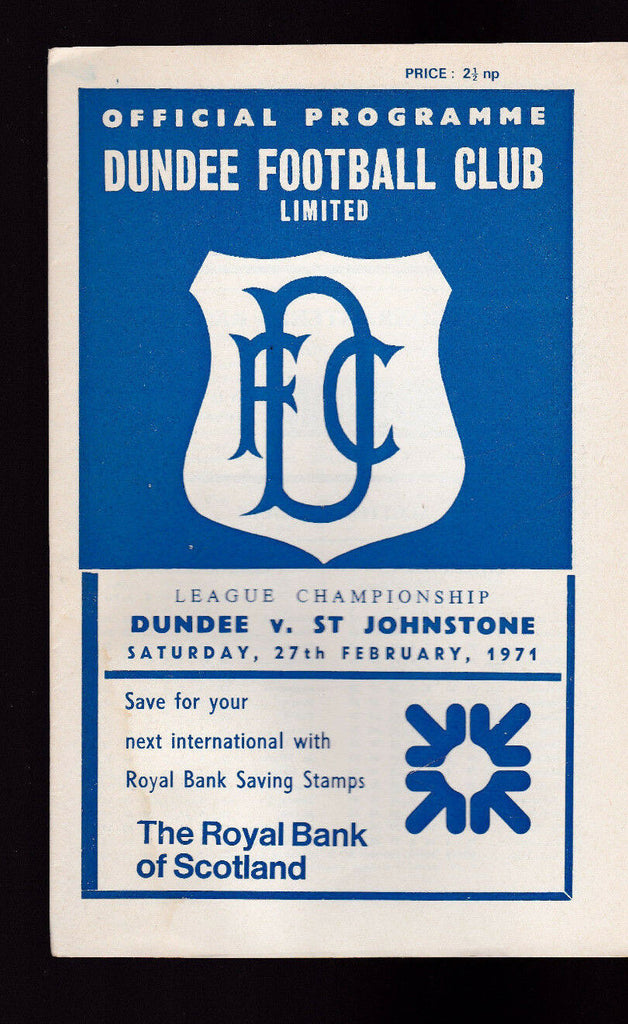 PRICE : 2½ np
OFFICIAL PROGRAMME
DUNDEE FOOTBALL CLUB
LIMITED
DFC
LEAGUE CHAMPIONSHIP
DUNDEE v. ST JOHNSTONE
SATURDAY, 27th FEBRUARY, 1971
Save for your
next international with
Royal Bank Saving Stamps
The Royal Bank
of Scotland